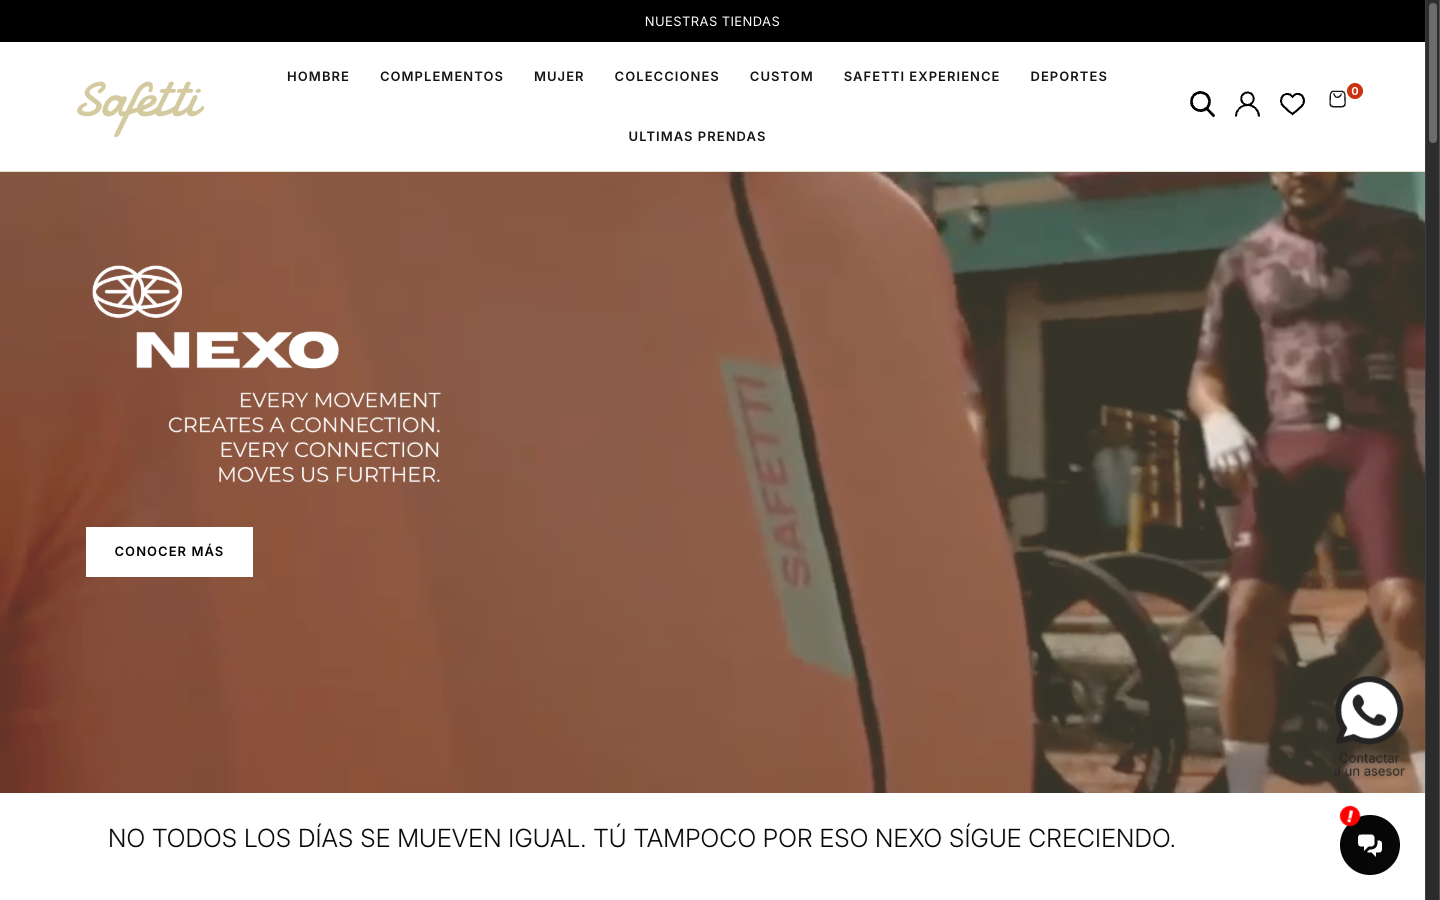 NUESTRAS TIENDAS
Safetti
HOMBRE COMPLEMENTOS MUJER COLECCIONES CUSTOM SAFETTI EXPERIENCE DEPORTES
ULTIMAS PRENDAS
0
NEXO
EVERY MOVEMENT
CREATES A CONNECTION.
EVERY CONNECTION
MOVES US FURTHER.
SAFETTI
CONOCER MÁS
Contactar
a un asesor
NO TODOS LOS DÍAS SE MUEVEN IGUAL. TÚ TAMPOCO POR ESO NEXO SÍGUE CRECIENDO.
!